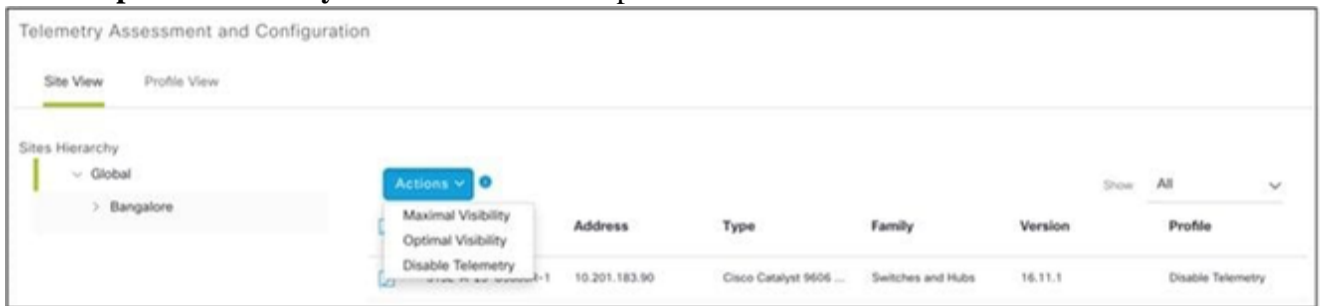 Telemetry Assessment and Configuration
Site View Profile View
Sites Hierarchy
Global
Bangalore
Actions
Show All
Maximal Visibility
Optimal Visibility
Disable Telemetry
Address Type Family Version Profile
10.201.183.90 Cisco Catalyst 9606 ... Switches and Hubs 16.11.1 Disable Telemetry